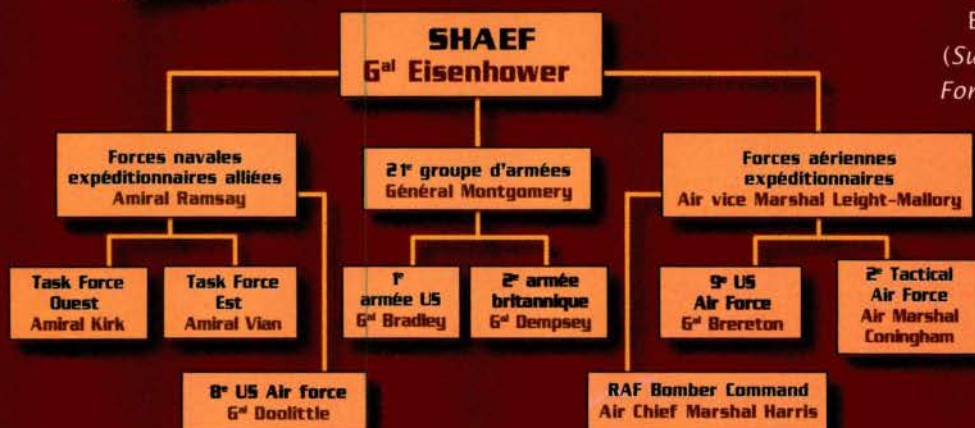 SHAEF
Gal Eisenhower
E
(Su
For
Forces navales
expéditionnaires alliées
Amiral Ramsay
21e groupe d'armées
Général Montgomery
Forces aériennes
expéditionnaires
Air vice Marshal Leight-Mallory
Task Force
Ouest
Amiral Kirk
Task Force
Est
Amiral Vian
1e
armée US
Gal Bradley
2e armée
britannique
Gal Dempsey
9e US
Air Force
Gal Brereton
2e Tactical
Air Force
Air Marshal
Coningham
8e US Air force
Gal Doolittle
RAF Bomber Command
Air Chief Marshal Harris